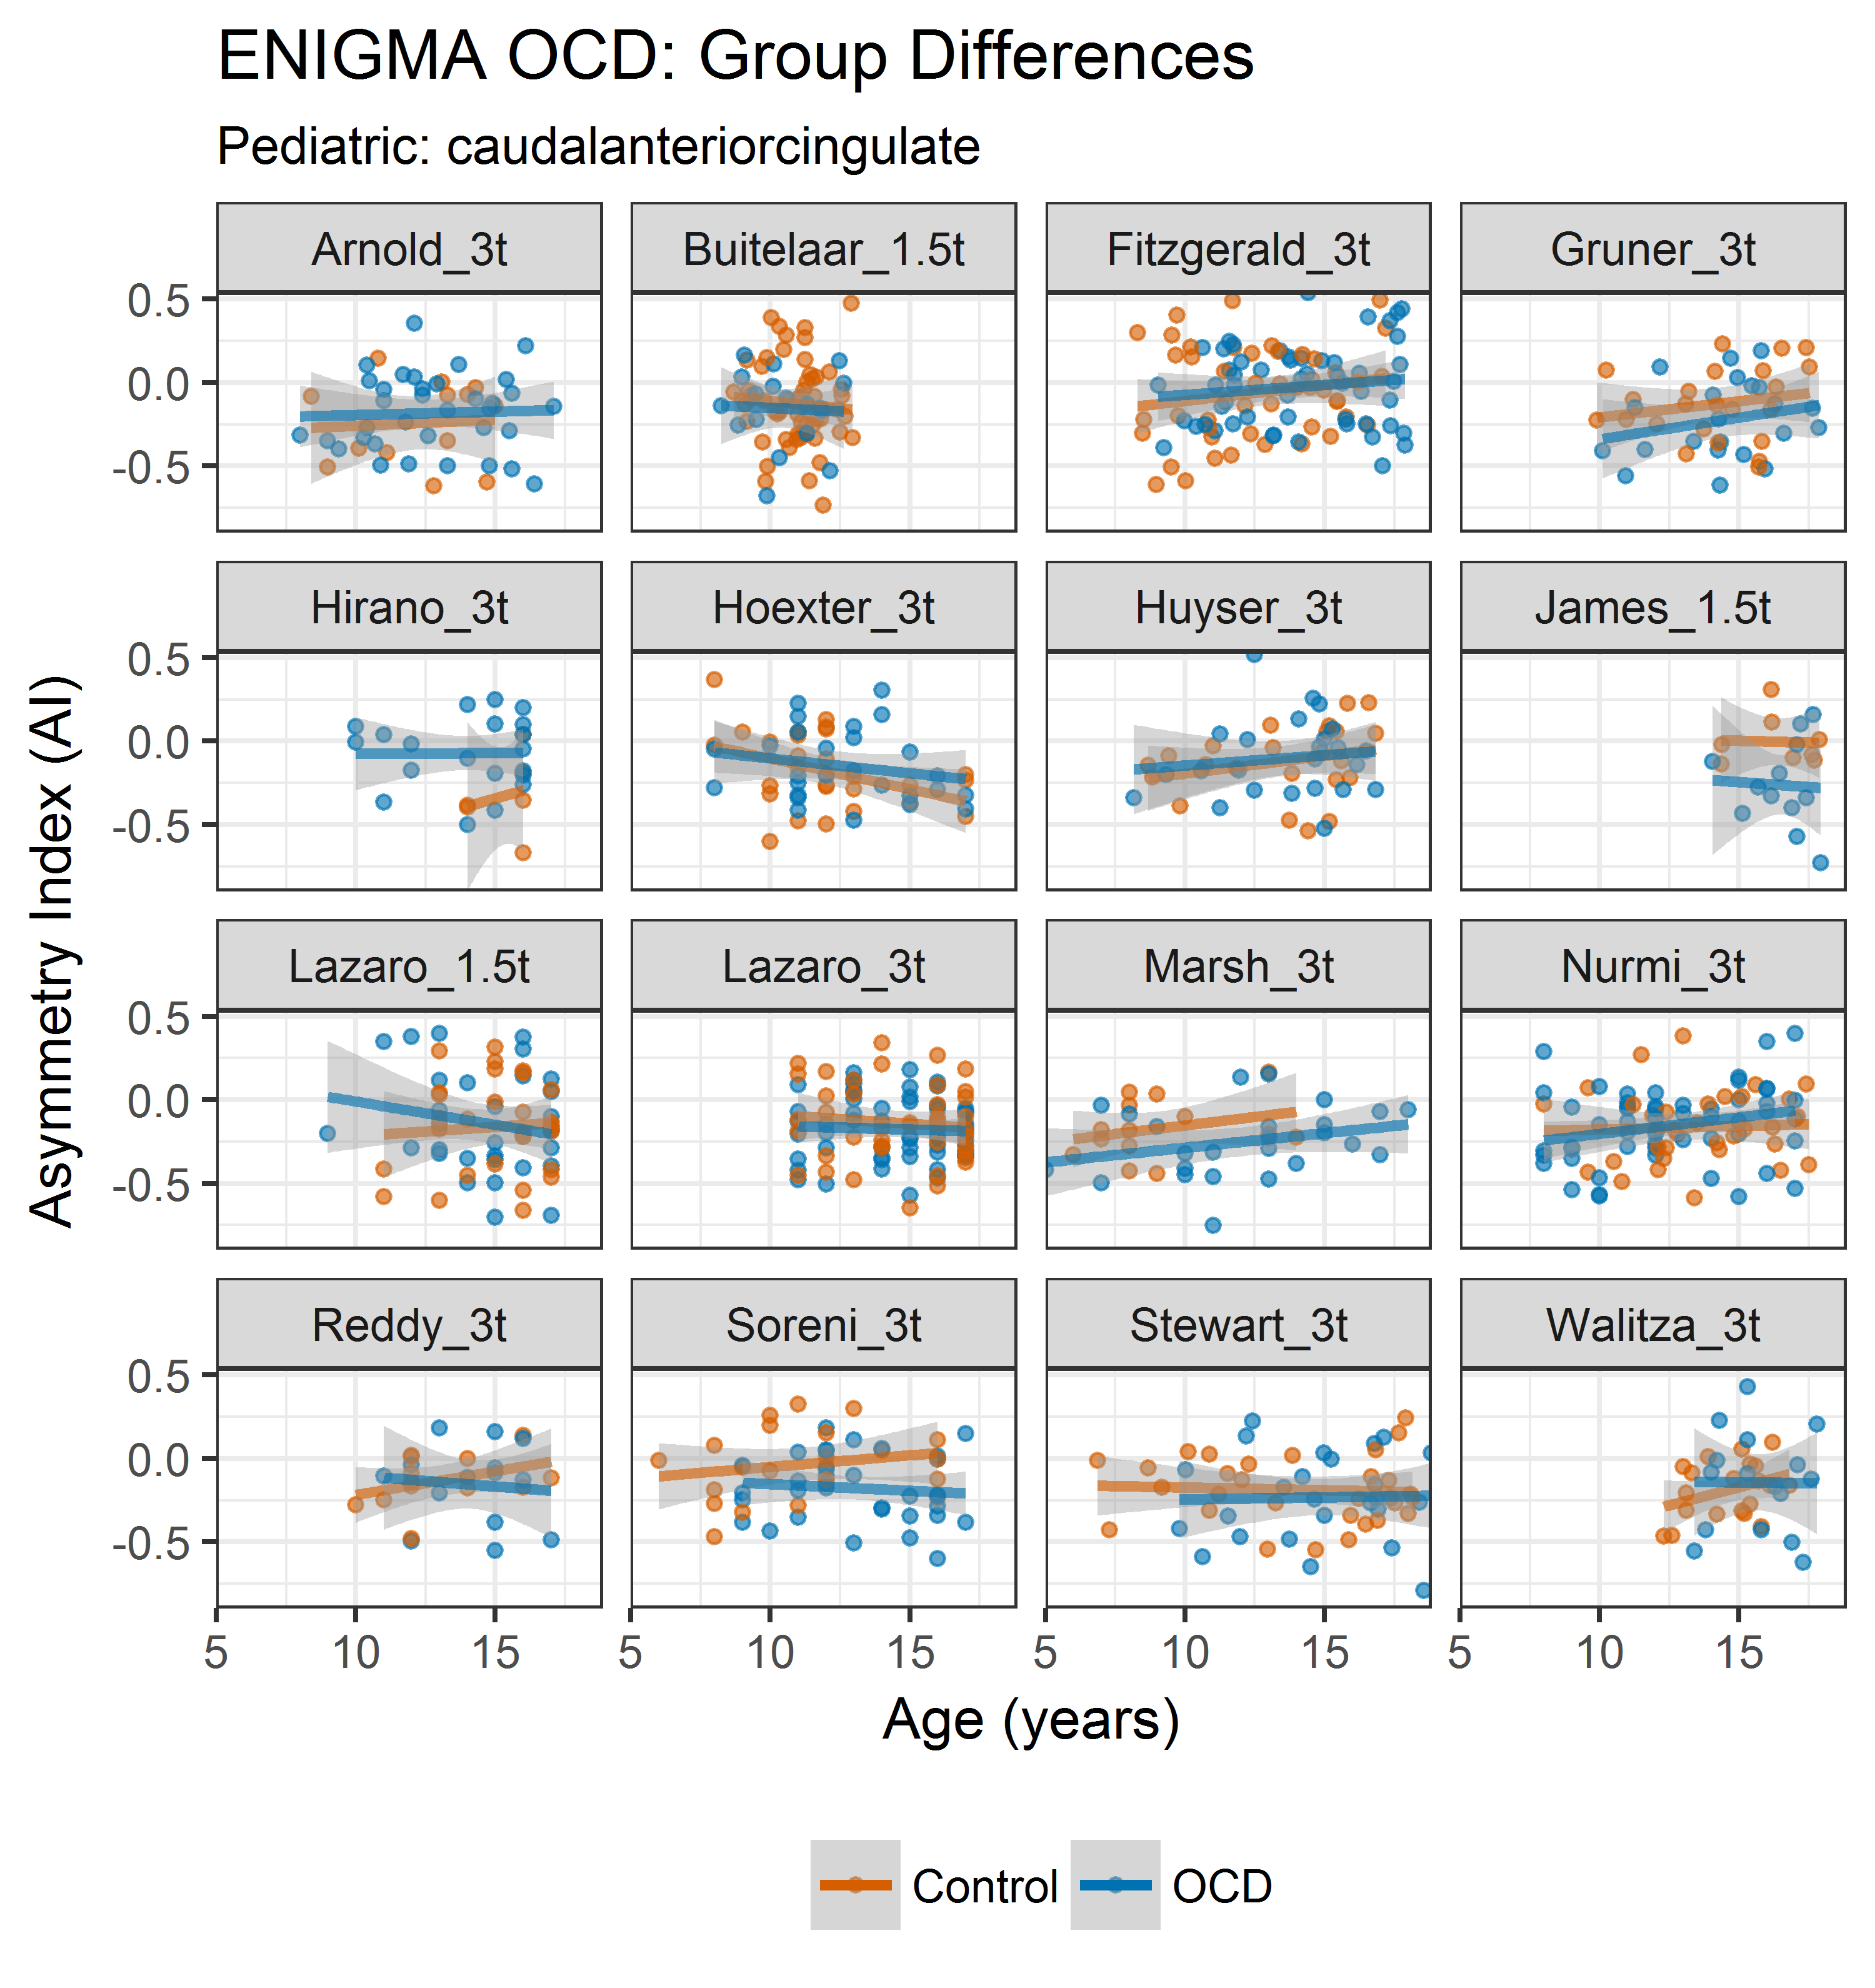 ENIGMA OCD: Group Differences
Pediatric: caudalanteriorcingulate
Arnold_3t Buitelaar_1.5t Fitzgerald_3t Gruner_3t
0.5
0.0
-0.5
Hirano_3t Hoexter_3t Huyser_3t James_1.5t
0.5
0.0
-0.5
Asymmetry Index (AI)
Lazaro_1.5t Lazaro_3t Marsh_3t Nurmi_3t
0.5
0.0
-0.5
Reddy_3t Soreni_3t Stewart_3t Walitza_3t
0.5
0.0
-0.5
5 10 15 5 10 15 5 10 15 5 10 15
Age (years)
Control OCD